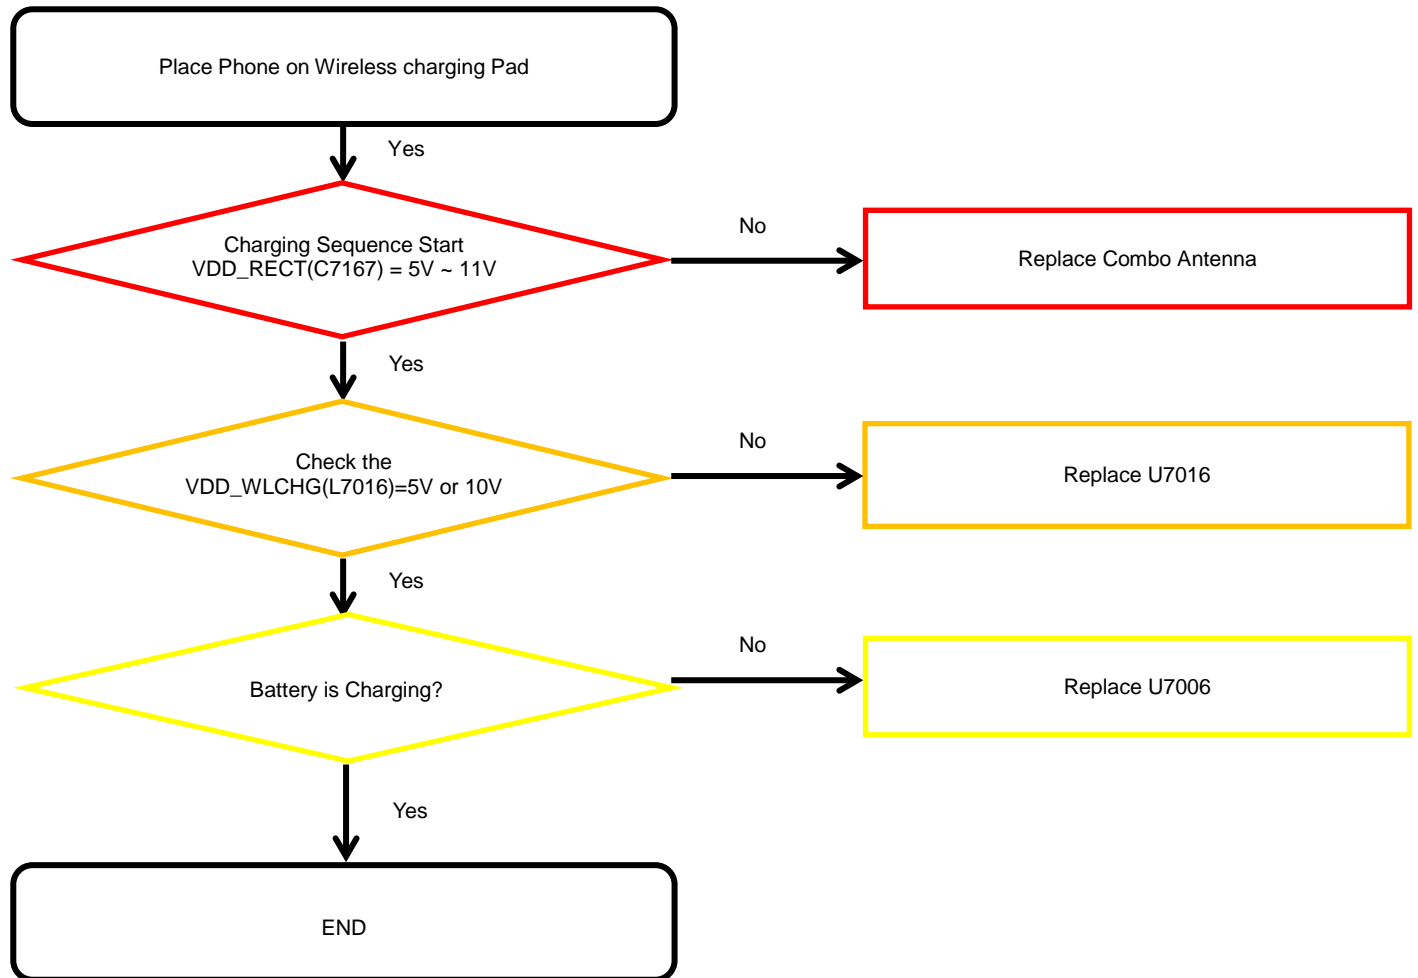 Place Phone on Wireless charging Pad
Yes
Charging Sequence Start
VDD_RECT(C7167) = 5V ~ 11V
No
Replace Combo Antenna
Yes
Check the
VDD_WLCHG(L7016)=5V or 10V
No
Replace U7016
Yes
Battery is Charging?
No
Replace U7006
Yes
END